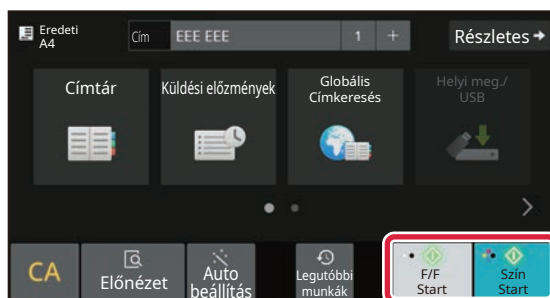 Eredeti
A4
Cím
EEE EEE
1
+
Részletes
Címtár
Küldési előzmények
Globális
Címkeresés
Helyi meg./
USB
CA
Előnézet
Auto
beállítás
Legutóbbi
munkák
F/F
Start
Szín
Start